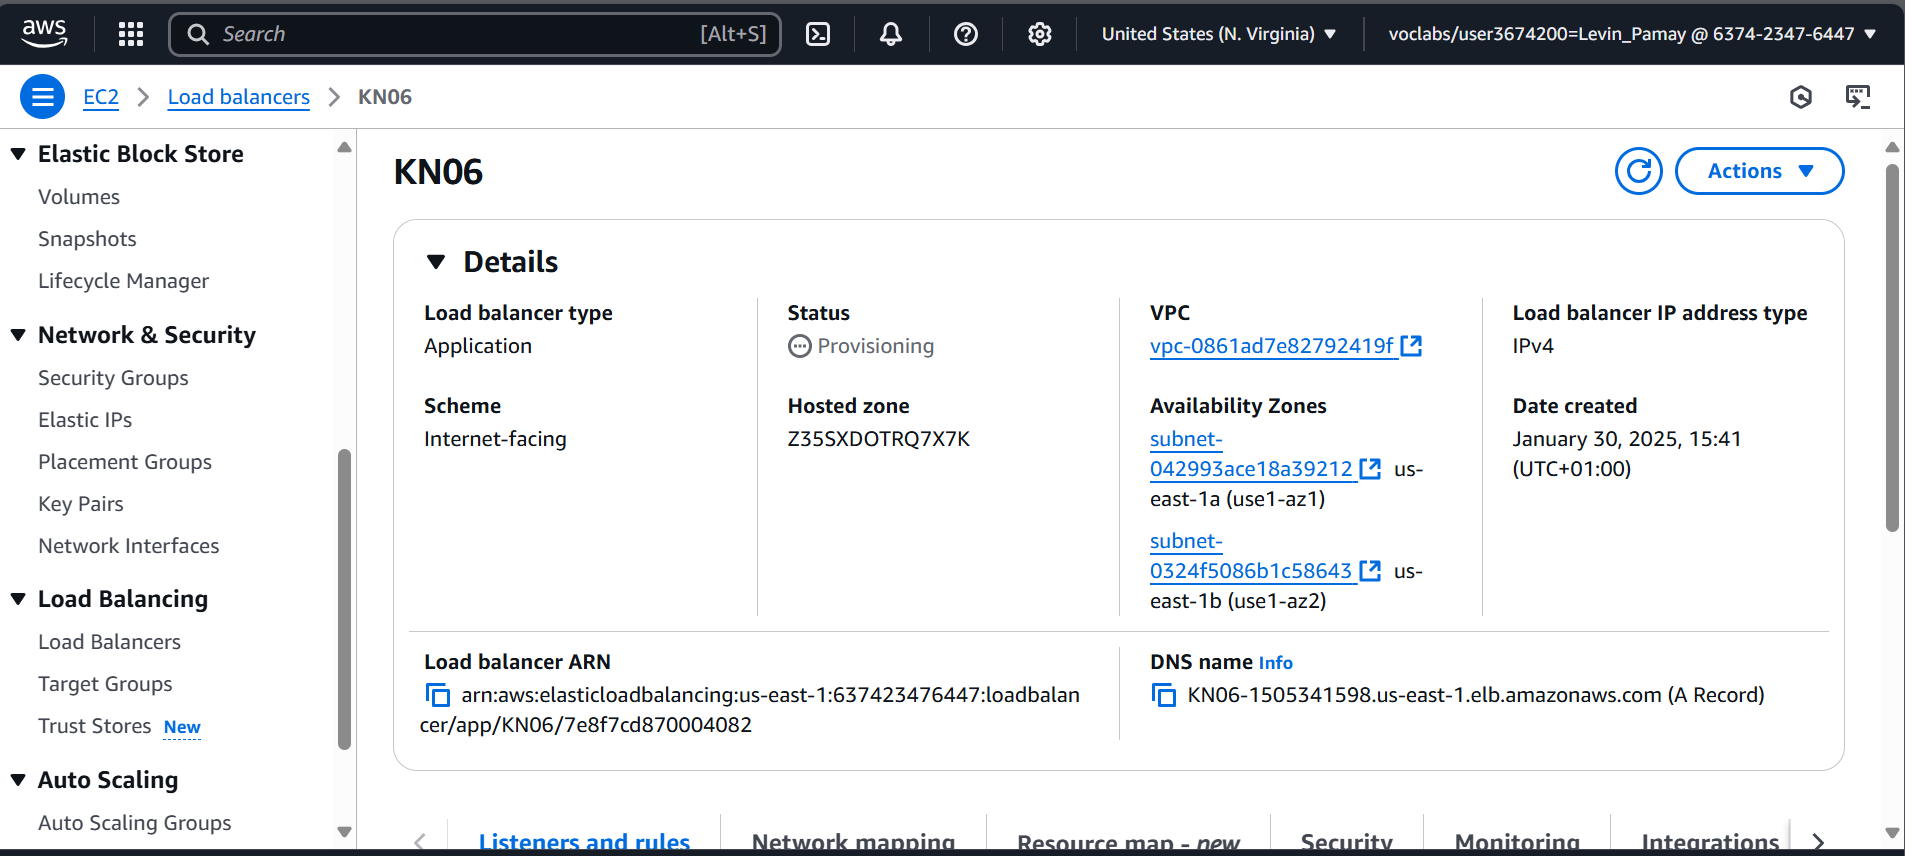 aws
Search [Alt+S]
United States (N. Virginia)
voclabs/user3674200=Levin_Pamay @ 6374-2347-6447
EC2
Load balancers
KN06
Elastic Block Store
Volumes
Snapshots
Lifecycle Manager
Network & Security
Security Groups
Elastic IPs
Placement Groups
Key Pairs
Network Interfaces
Load Balancing
Load Balancers
Target Groups
Trust Stores New
Auto Scaling
Auto Scaling Groups
KN06
Actions
Details
Load balancer type
Application
Status
Provisioning
VPC
vpc-0861ad7e82792419f
Load balancer IP address type
IPv4
Scheme
Internet-facing
Hosted zone
Z35SXDOTRQ7X7K
Availability Zones
subnet-
042993ace18a39212 us-
east-1a (use1-az1)
subnet-
0324f5086b1c58643 us-
east-1b (use1-az2)
Date created
January 30, 2025, 15:41
(UTC+01:00)
Load balancer ARN
arn:aws:elasticloadbalancing:us-east-1:637423476447:loadbalan
cer/app/KN06/7e8f7cd870004082
DNS name Info
KN06-1505341598.us-east-1.elb.amazonaws.com (A Record)
Listeners and rules
Network mapping
Resource map - new
Security
Monitoring
Integrations